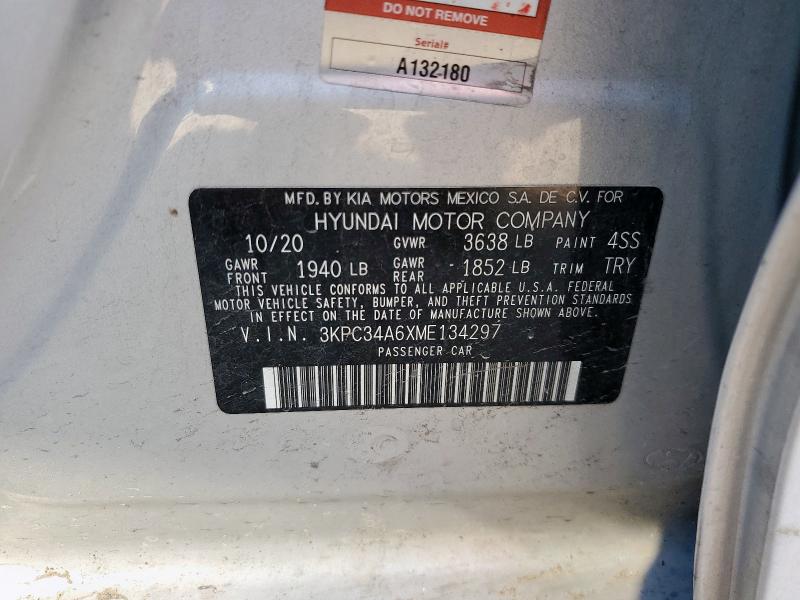 DO NOT REMOVE
Serial#
A132180
MFD. BY KIA MOTORS MEXICO S.A. DE C.V. FOR
HYUNDAI MOTOR COMPANY
10/20 GVWR 3638 LB PAINT 4SS
GAWR FRONT 1940 LB GAWR REAR 1852 LB TRIM TRY
THIS VEHICLE CONFORMS TO ALL APPLICABLE U.S.A. FEDERAL
MOTOR VEHICLE SAFETY, BUMPER, AND THEFT PREVENTION STANDARDS
IN EFFECT ON THE DATE OF MANUFACTURE SHOWN ABOVE.
V.I.N. 3KPC34A6XME134297
PASSENGER CAR